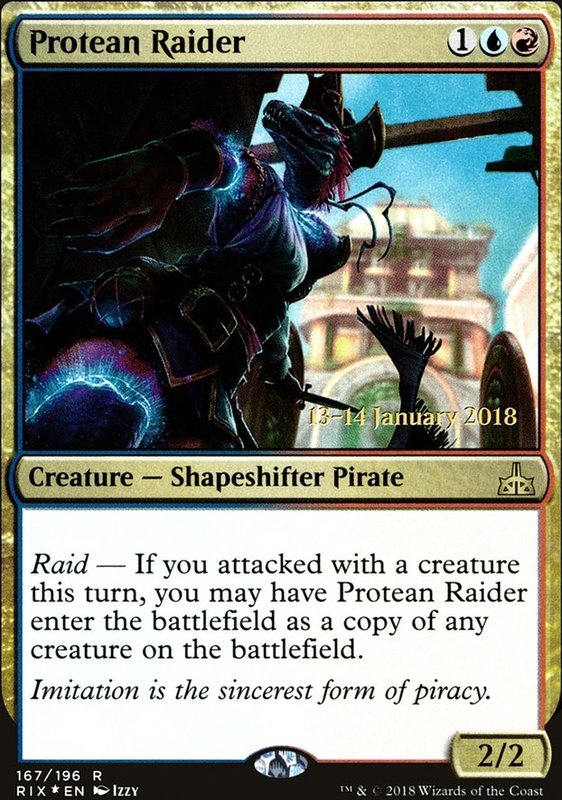 Protean Raider
1
13-14 January 2018
Creature — Shapeshifter Pirate
Raid — If you attacked with a creature
this turn, you may have Protean Raider
enter the battlefield as a copy of any
creature on the battlefield.
Imitation is the sincerest form of piracy.
2/2
167/196 R
RIX★EN Izzy
™ & © 2018 Wizards of the Coast